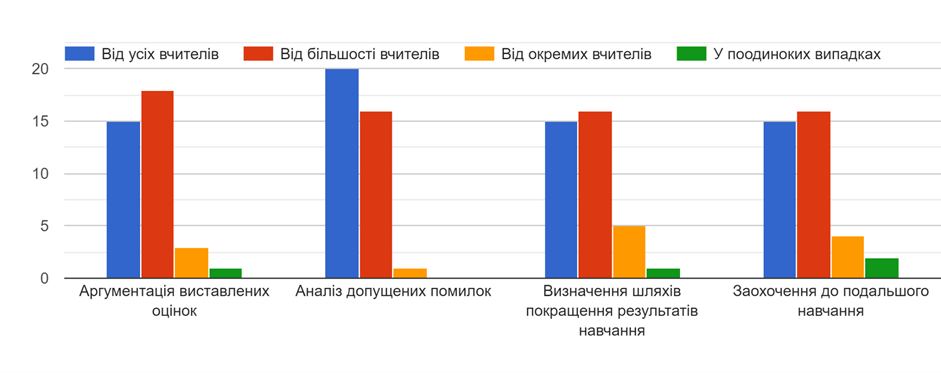 Від усіх вчителів Від більшості вчителів Від окремих вчителів У поодиноких випадках
20
15
10
5
0
Аргументація виставлених
оцінок
Аналіз допущених помилок
Визначення шляхів
покращення результатів
навчання
Заохочення до подальшого
навчання